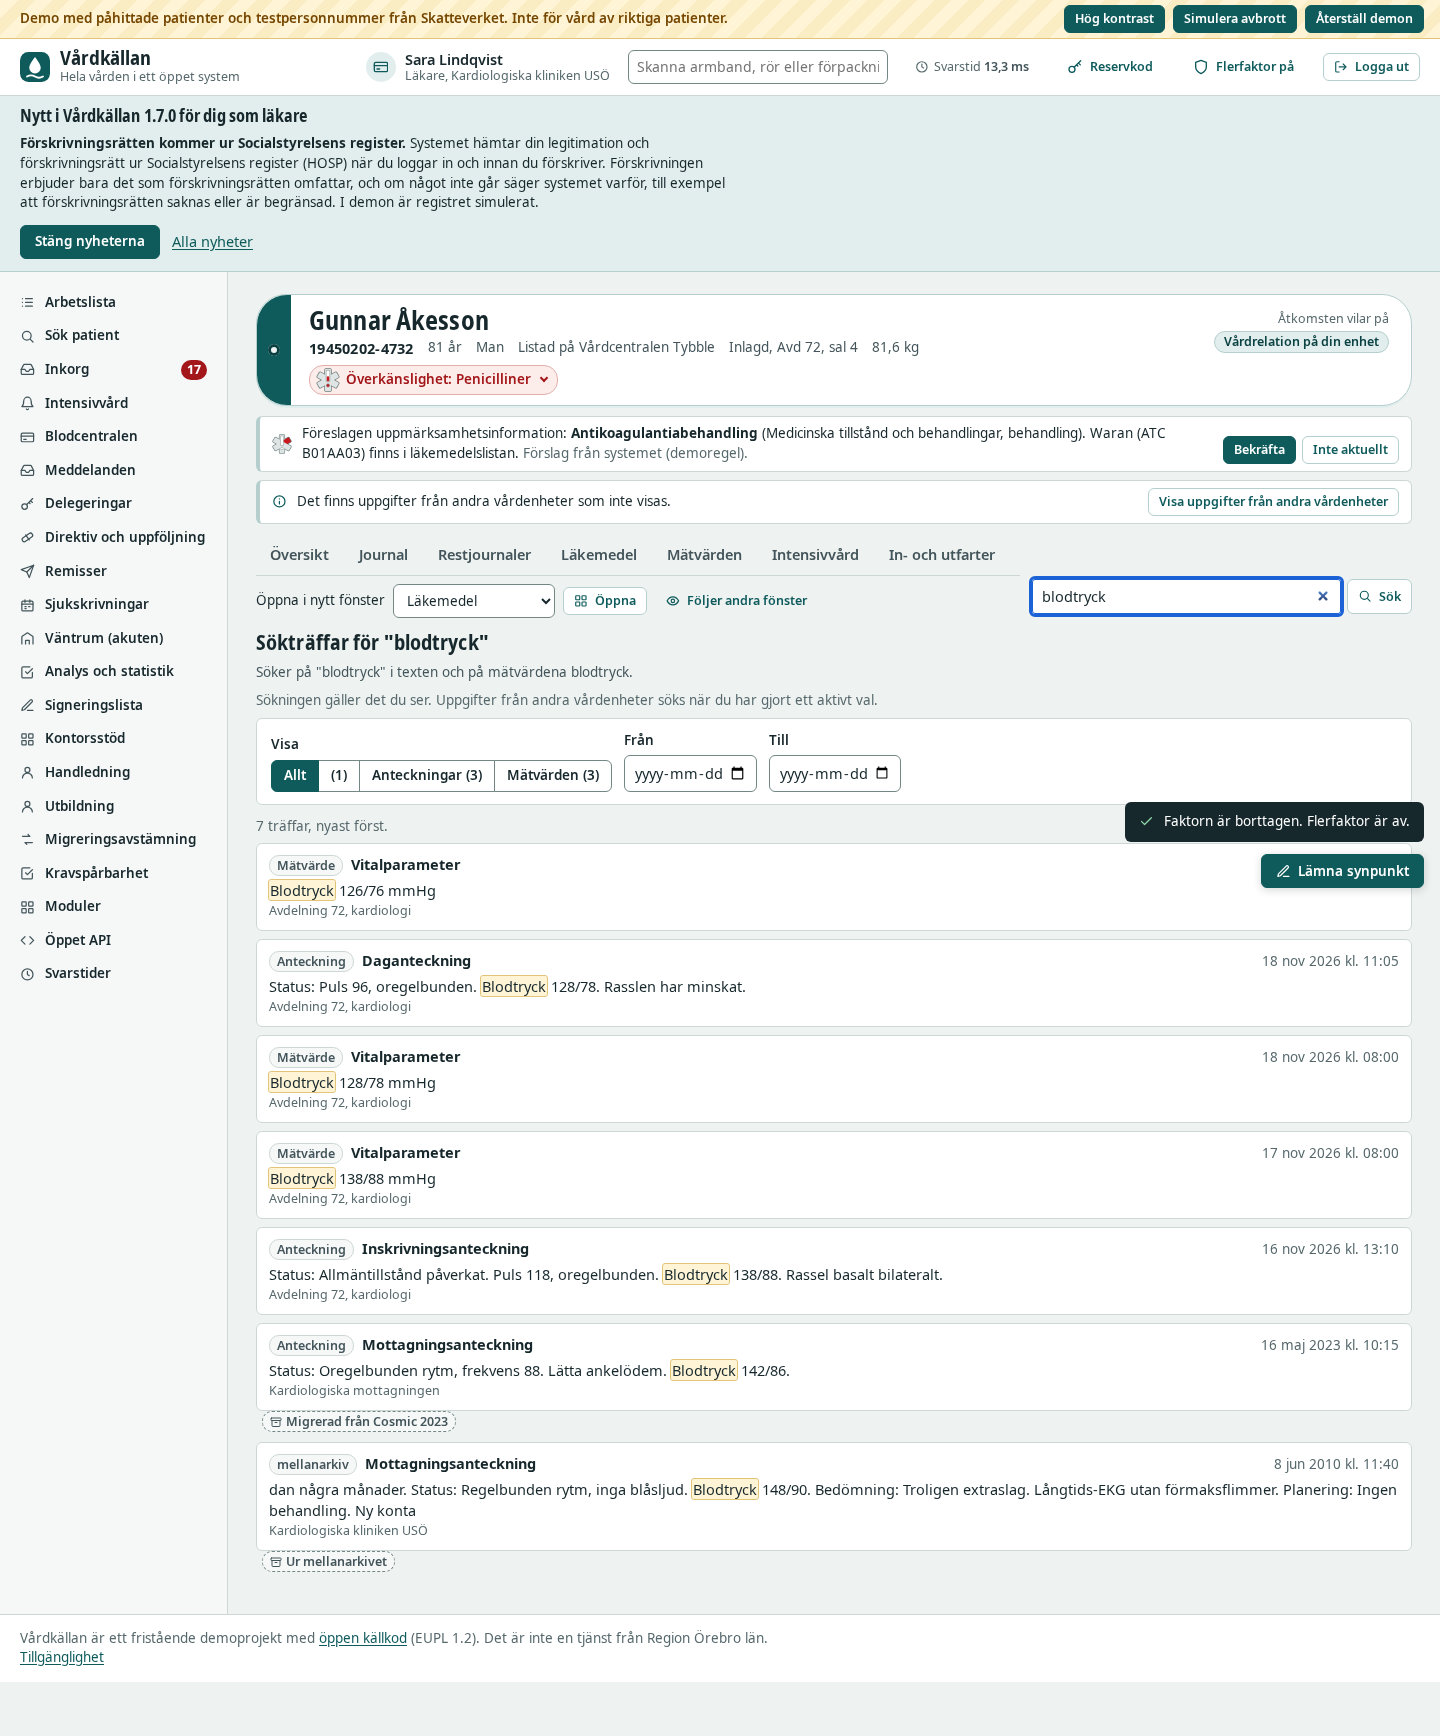 Demo med påhittade patienter och testpersonnummer från Skatteverket. Inte för vård av riktiga patienter.
Hög kontrast
Simulera avbrott
Återställ demon
Vårdkällan
Hela vården i ett öppet system
Sara Lindqvist
Läkare, Kardiologiska kliniken USÖ
Skanna armband, rör eller förpackni
Svarstid 13,3 ms
Reservkod
Flerfaktor på
Logga ut
Nytt i Vårdkällan 1.7.0 för dig som läkare
Förskrivningsrätten kommer ur Socialstyrelsens register. Systemet hämtar din legitimation och
förskrivningsrätt ur Socialstyrelsens register (HOSP) när du loggar in och innan du förskriver. Förskrivningen
erbjuder bara det som förskrivningsrätten omfattar, och om något inte går säger systemet varför, till exempel
att förskrivningsrätten saknas eller är begränsad. I demon är registret simulerat.
Stäng nyheterna
Alla nyheter
Arbetslista
Sök patient
Inkorg
17
Intensivvård
Blodcentralen
Meddelanden
Delegeringar
Direktiv och uppföljning
Remisser
Sjukskrivningar
Väntrum (akuten)
Analys och statistik
Signeringslista
Kontorsstöd
Handledning
Utbildning
Migreringsavstämning
Kravspårbarhet
Moduler
Öppet API
Svarstider
Gunnar Åkesson
19450202-4732 81 år Man Listad på Vårdcentralen Tybble Inlagd, Avd 72, sal 4 81,6 kg
Överkänslighet: Penicilliner
Åtkomsten vilar på
Vårdrelation på din enhet
Föreslagen uppmärksamhetsinformation: Antikoagulantiabehandling (Medicinska tillstånd och behandlingar, behandling). Waran (ATC
B01AA03) finns i läkemedelslistan. Förslag från systemet (demoregel).
Bekräfta
Inte aktuellt
Det finns uppgifter från andra vårdenheter som inte visas.
Visa uppgifter från andra vårdenheter
Översikt
Journal
Restjournaler
Läkemedel
Mätvärden
Intensivvård
In- och utfarter
Öppna i nytt fönster
Läkemedel
Öppna
Följer andra fönster
blodtryck
Sök
Sökträffar för "blodtryck"
Söker på "blodtryck" i texten och på mätvärdena blodtryck.
Sökningen gäller det du ser. Uppgifter från andra vårdenheter söks när du har gjort ett aktivt val.
Visa
Allt
(1)
Anteckningar (3)
Mätvärden (3)
Från
yyyy-mm-dd
Till
yyyy-mm-dd
7 träffar, nyast först.
Faktorn är borttagen. Flerfaktor är av.
Lämna synpunkt
Mätvärde Vitalparameter
Blodtryck 126/76 mmHg
Avdelning 72, kardiologi
Anteckning Daganteckning 18 nov 2026 kl. 11:05
Status: Puls 96, oregelbunden. Blodtryck 128/78. Rasslen har minskat.
Avdelning 72, kardiologi
Mätvärde Vitalparameter 18 nov 2026 kl. 08:00
Blodtryck 128/78 mmHg
Avdelning 72, kardiologi
Mätvärde Vitalparameter 17 nov 2026 kl. 08:00
Blodtryck 138/88 mmHg
Avdelning 72, kardiologi
Anteckning Inskrivningsanteckning 16 nov 2026 kl. 13:10
Status: Allmäntillstånd påverkat. Puls 118, oregelbunden. Blodtryck 138/88. Rassel basalt bilateralt.
Avdelning 72, kardiologi
Anteckning Mottagningsanteckning 16 maj 2023 kl. 10:15
Status: Oregelbunden rytm, frekvens 88. Lätta ankelödem. Blodtryck 142/86.
Kardiologiska mottagningen
Migrerad från Cosmic 2023
mellanarkiv Mottagningsanteckning 8 jun 2010 kl. 11:40
dan några månader. Status: Regelbunden rytm, inga blåsljud. Blodtryck 148/90. Bedömning: Troligen extraslag. Långtids-EKG utan förmaksflimmer. Planering: Ingen
behandling. Ny konta
Kardiologiska kliniken USÖ
Ur mellanarkivet
Vårdkällan är ett fristående demoprojekt med öppen källkod (EUPL 1.2). Det är inte en tjänst från Region Örebro län.
Tillgänglighet